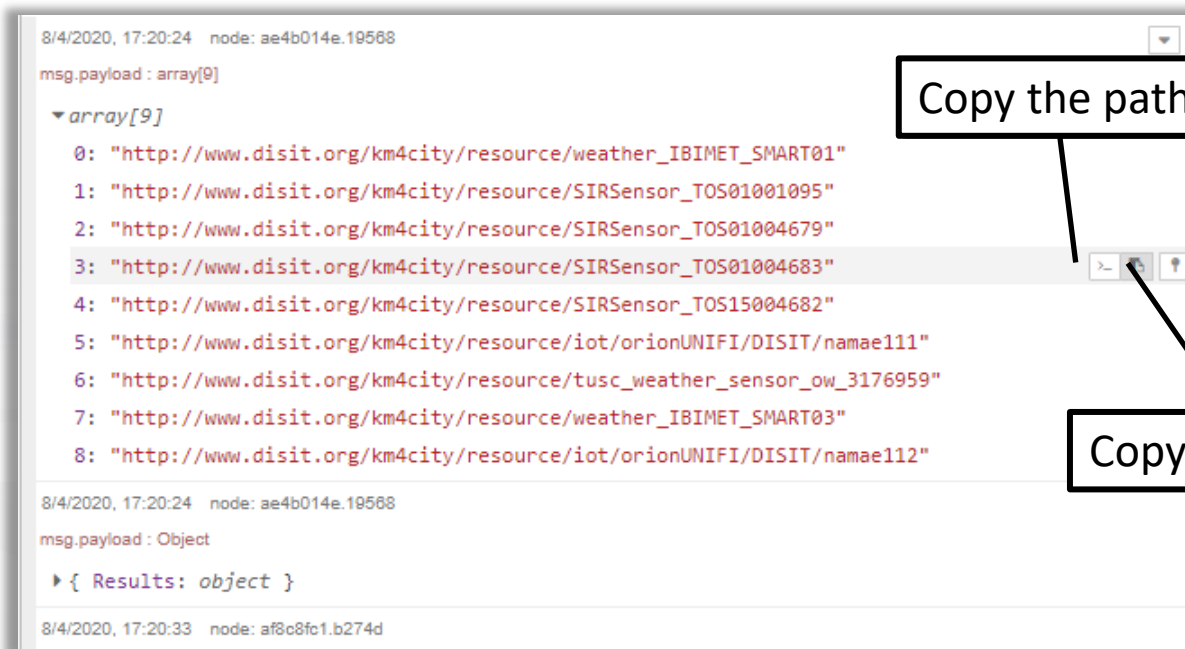 8/4/2020, 17:20:24 node: ae4b014e.19568
msg.payload : array[9]
Copy the path
array[9]
0: "http://www.disit.org/km4city/resource/weather_IBIMET_SMART01"
1: "http://www.disit.org/km4city/resource/SIRSensor_TOS01001095"
2: "http://www.disit.org/km4city/resource/SIRSensor_TOS01004679"
3: "http://www.disit.org/km4city/resource/SIRSensor_TOS01004683"
4: "http://www.disit.org/km4city/resource/SIRSensor_TOS15004682"
5: "http://www.disit.org/km4city/resource/iot/orionUNIFI/DISIT/namae111"
6: "http://www.disit.org/km4city/resource/tusc_weather_sensor_ow_3176959"
7: "http://www.disit.org/km4city/resource/weather_IBIMET_SMART03"
8: "http://www.disit.org/km4city/resource/iot/orionUNIFI/DISIT/namae112"
Copy
8/4/2020, 17:20:24 node: ae4b014e.19568
msg.payload : Object
{ Results: object }
8/4/2020, 17:20:33 node: af8c8fc1.b274d